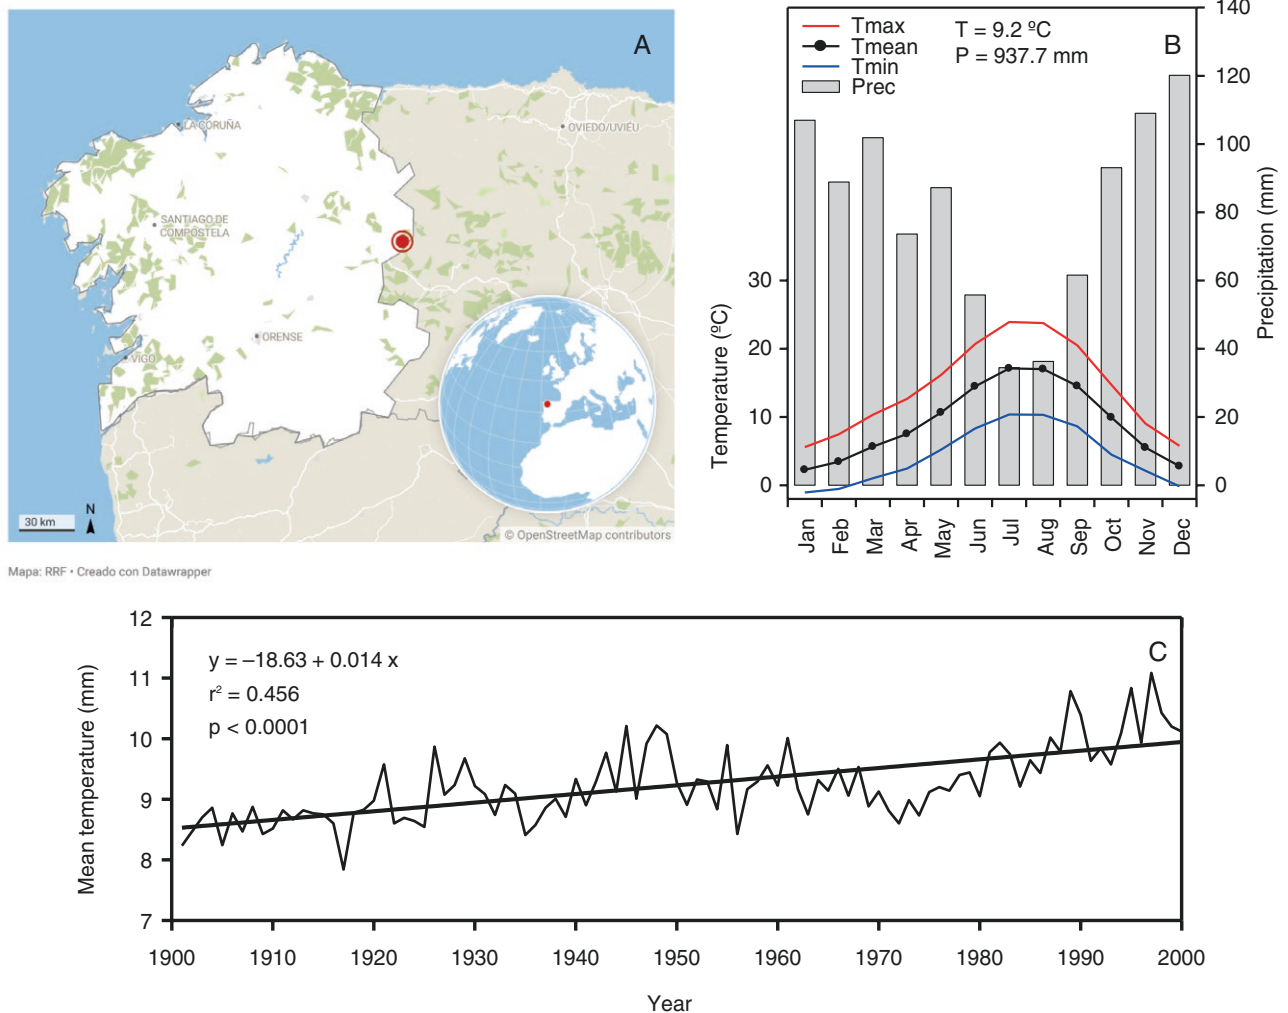 A
LA CORUÑA
OVIEDO/UVIÉU
SANTIAGO DE
COMPOSTELA
ORENSE
VIGO
N
30 km
© OpenStreetMap contributors
Mapa: RRF • Creado con Datawrapper
Tmax
Tmean
Tmin
Prec
T = 9.2 ºC
P = 937.7 mm
B
140
120
100
80
60
40
20
0
Precipitation (mm)
30
20
10
0
Temperature (ºC)
Jan
Feb
Mar
Apr
May
Jun
Jul
Aug
Sep
Oct
Nov
Dec
12
11
10
9
8
7
Mean temperature (mm)
y = –18.63 + 0.014 x
r² = 0.456
p < 0.0001
C
1900
1910
1920
1930
1940
1950
1960
1970
1980
1990
2000
Year